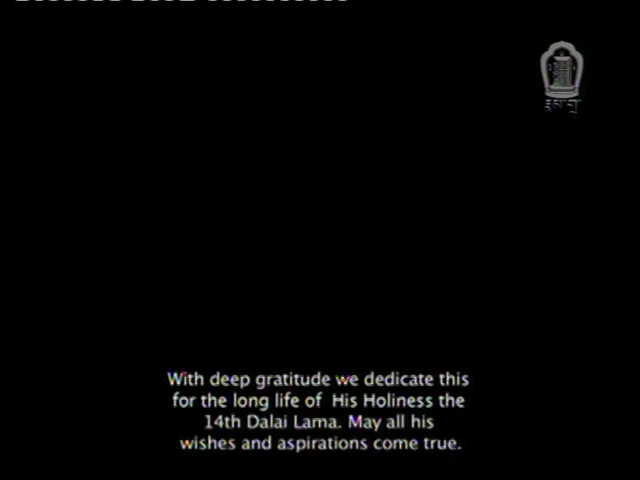 With deep gratitude we dedicate this
for the long life of His Holiness the
14th Dalai Lama. May all his
wishes and aspirations come true.